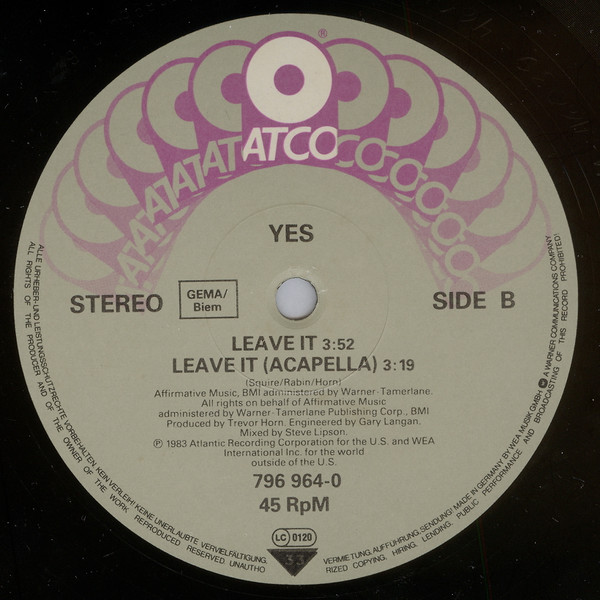 ®
ATATATATATCOCOCOCOCO
YES
STEREO
GEMA/
Biem
SIDE B
LEAVE IT 3:52
LEAVE IT (ACAPELLA) 3:19
(Squire/Rabin/Horn)
Affirmative Music, BMI administered by Warner-Tamerlane.
All rights on behalf of Affirmative Music
administered by Warner-Tamerlane Publishing Corp., BMI
Produced by Trevor Horn. Engineered by Gary Langan.
Mixed by Steve Lipson.
Ⓟ 1983 Atlantic Recording Corporation for the U.S. and WEA
International Inc. for the world
outside of the U.S.
796 964-0
45 RpM
LC 0120
33
ALLE URHEBER- UND LEISTUNGSSCHUTZRECHTE VORBEHALTEN. KEIN VERLEIH! KEINE UNERLAUBTE VERVIELFÄLTIGUNG, VERMIETUNG, AUFFÜHRUNG, SENDUNG! MADE IN GERMANY BY WEA MUSIK GMBH A WARNER COMMUNICATIONS COMPANY
ALL RIGHTS OF THE PRODUCER AND OF THE OWNER OF THE WORK REPRODUCED RESERVED UNAUTHORIZED COPYING, HIRING, LENDING, PUBLIC PERFORMANCE AND BROADCASTING OF THIS RECORD PROHIBITED!